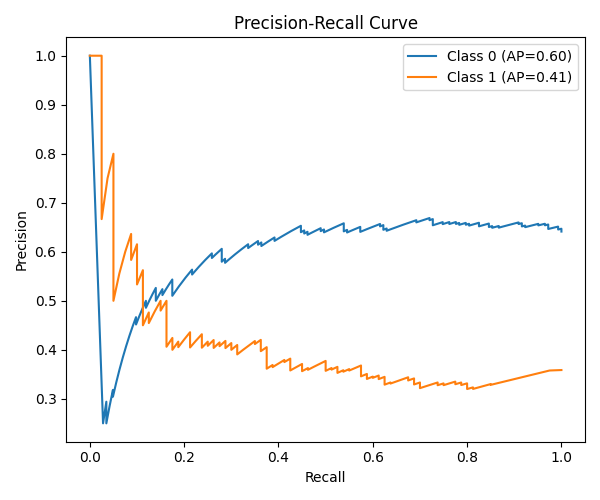 Precision-Recall Curve
Class 0 (AP=0.60)
Class 1 (AP=0.41)
Precision
1.0
0.9
0.8
0.7
0.6
0.5
0.4
0.3
0.0 0.2 0.4 0.6 0.8 1.0
Recall